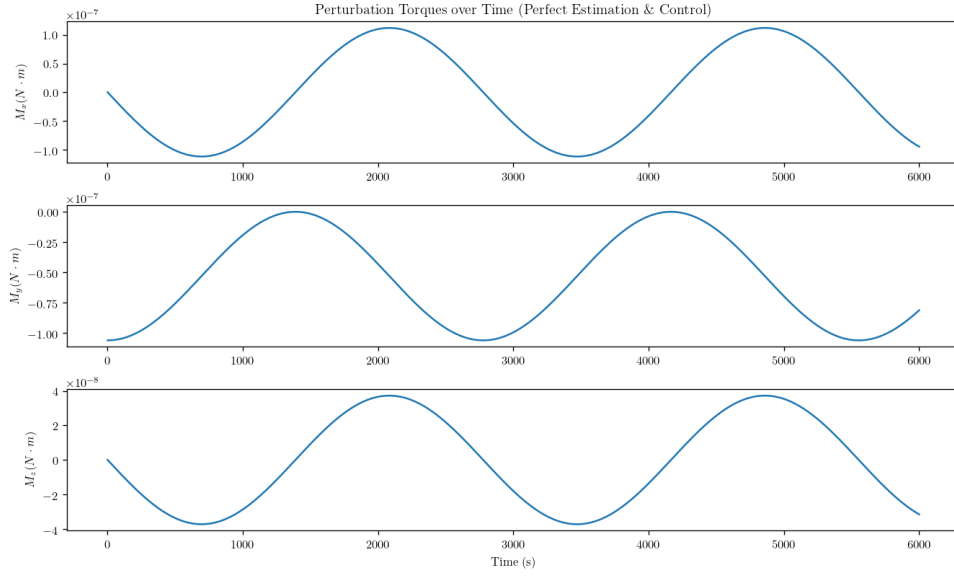 Perturbation Torques over Time (Perfect Estimation & Control)
×10⁻⁷
1.0
0.5
0.0
−0.5
−1.0
M_x(N · m)
0 1000 2000 3000 4000 5000 6000
×10⁻⁷
0.00
−0.25
−0.50
−0.75
−1.00
M_y(N · m)
0 1000 2000 3000 4000 5000 6000
×10⁻⁸
4
2
0
−2
−4
M_z(N · m)
0 1000 2000 3000 4000 5000 6000
Time (s)